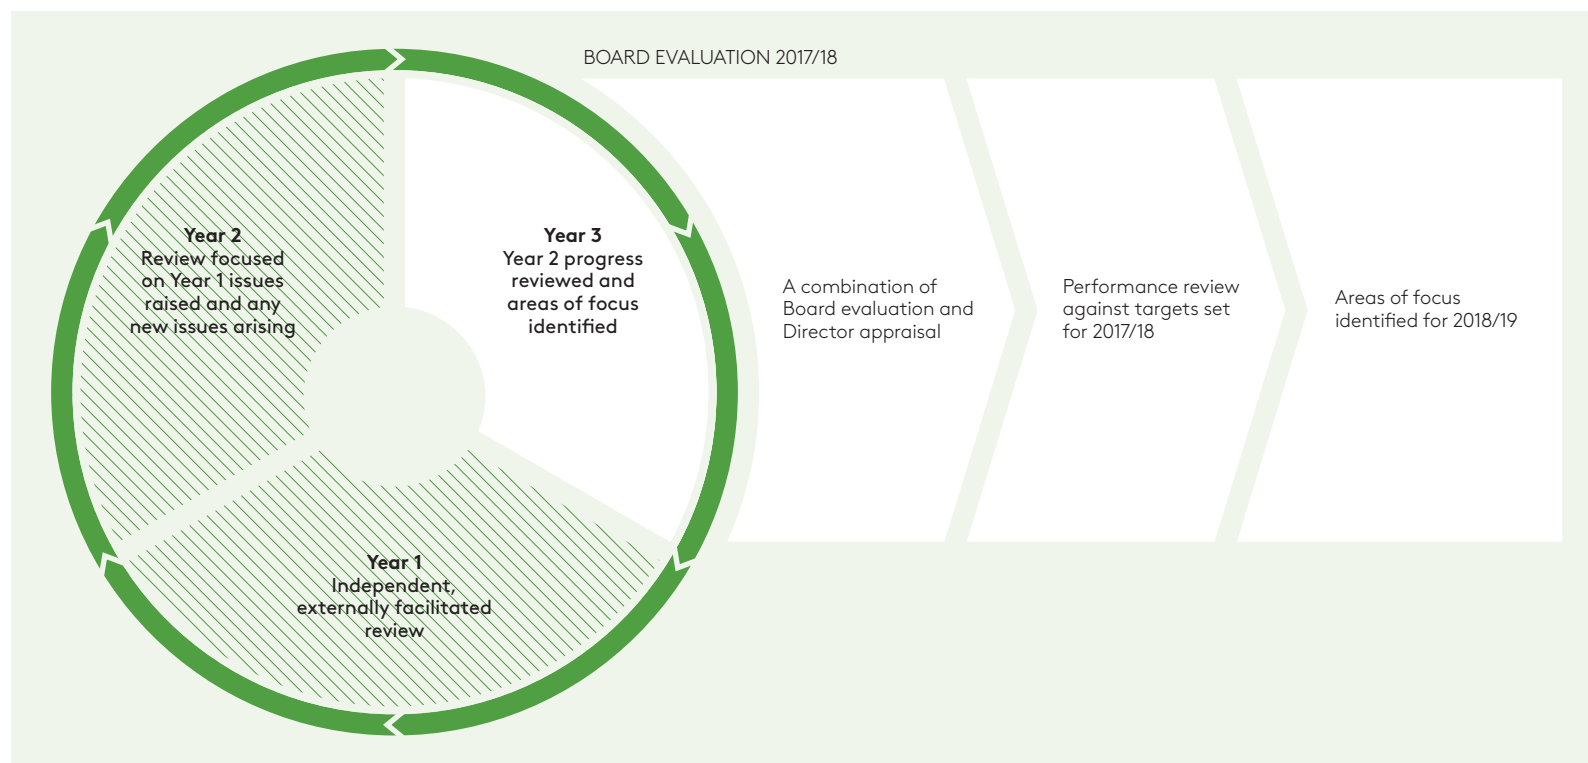 BOARD EVALUATION 2017/18
Year 2
Review focused
on Year 1 issues
raised and any
new issues arising
Year 3
Year 2 progress
reviewed and
areas of focus
identified
Year 1
Independent,
externally facilitated
review
A combination of
Board evaluation and
Director appraisal
Performance review
against targets set
for 2017/18
Areas of focus
identified for 2018/19